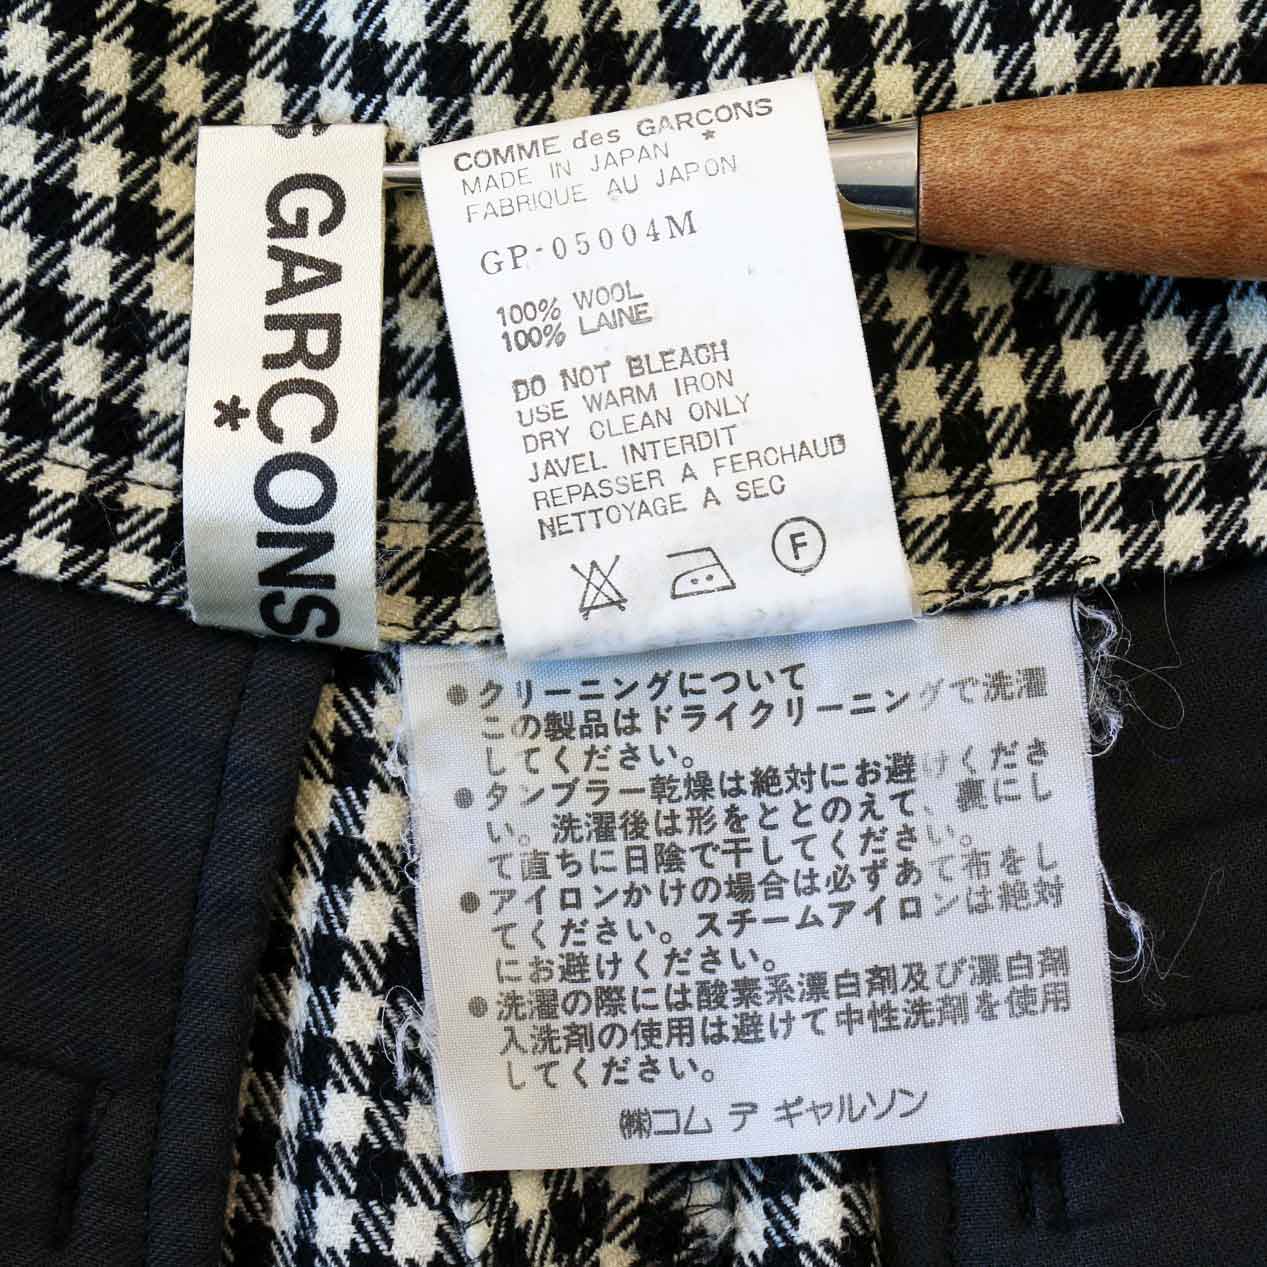 GARCONS
*
COMME des GARCONS
*
MADE IN JAPAN
FABRIQUE AU JAPON
GP-05004M
100% WOOL
100% LAINE
DO NOT BLEACH
USE WARM IRON
DRY CLEAN ONLY
JAVEL INTERDIT
REPASSER A FERCHAUD
NETTOYAGE A SEC
F
●クリーニングについて
この製品はドライクリーニングで洗濯
してください。
●タンブラー乾燥は絶対にお避けくださ
い。洗濯後は形をととのえて、裏にし
て直ちに日陰で干してください。
●アイロンかけの場合は必ずあて布をし
てください。スチームアイロンは絶対
にお避けください。
●洗濯の際には酸素系漂白剤及び漂白剤
入洗剤の使用は避けて中性洗剤を使用
してください。
㈱コム デ ギャルソン